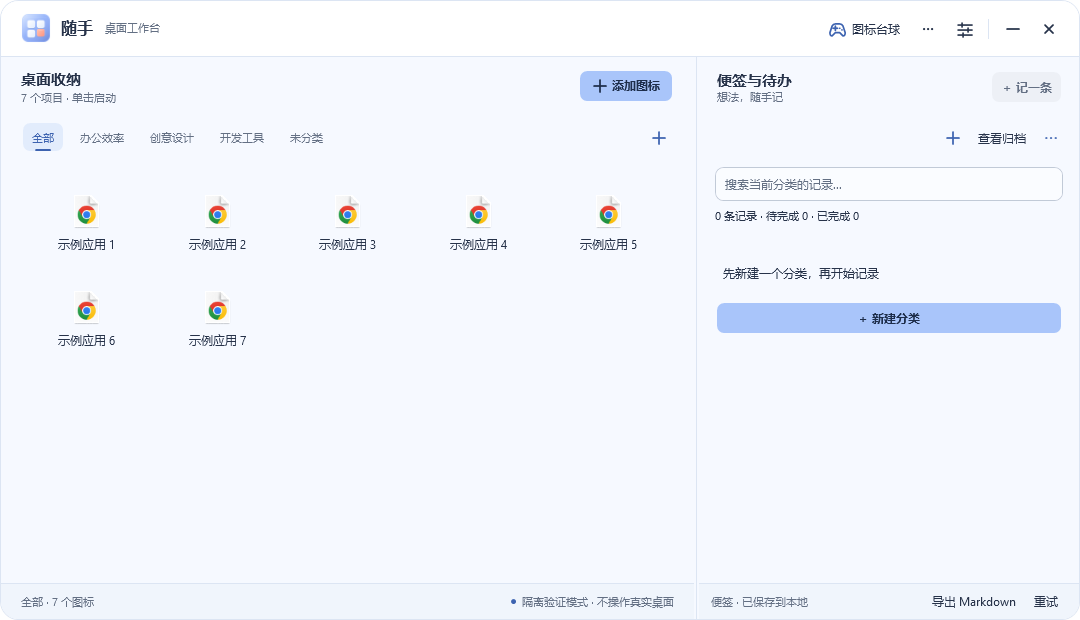 随手 桌面工作台 图标台球 ···
桌面收纳
7 个项目 · 单击启动
+ 添加图标
全部 办公效率 创意设计 开发工具 未分类 +
示例应用 1 示例应用 2 示例应用 3 示例应用 4 示例应用 5
示例应用 6 示例应用 7
全部 · 7 个图标
隔离验证模式 · 不操作真实桌面
便签与待办
想法，随手记
+ 记一条
+ 查看归档 ···
搜索当前分类的记录...
0 条记录 · 待完成 0 · 已完成 0
先新建一个分类，再开始记录
+ 新建分类
便签 · 已保存到本地
导出 Markdown 重试